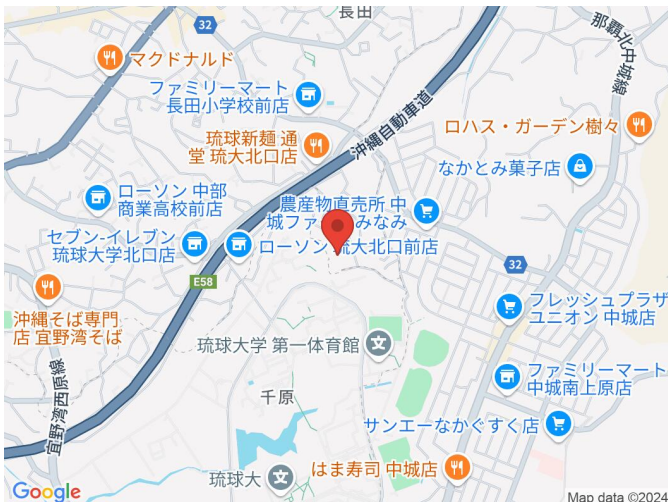 長田
32
那覇北中城線
マクドナルド
ファミリーマート
長田小学校前店
沖縄自動車道
ロハス・ガーデン樹々
琉球新麺 通
堂 琉大北口店
なかとみ菓子店
ローソン 中部
商業高校前店
農産物直売所 中
城ファ
みなみ
セブン-イレブン
琉球大学北口店
ローソン 琉大北口前店
32
E58
沖縄そば専門
店 宜野湾そば
フレッシュプラザ
ユニオン 中城店
琉球大学 第一体育館
宜野湾西原線
ファミリーマート
中城南上原店
千原
サンエーなかぐすく店
はま寿司 中城店
琉球大
Google
Map data ©2024